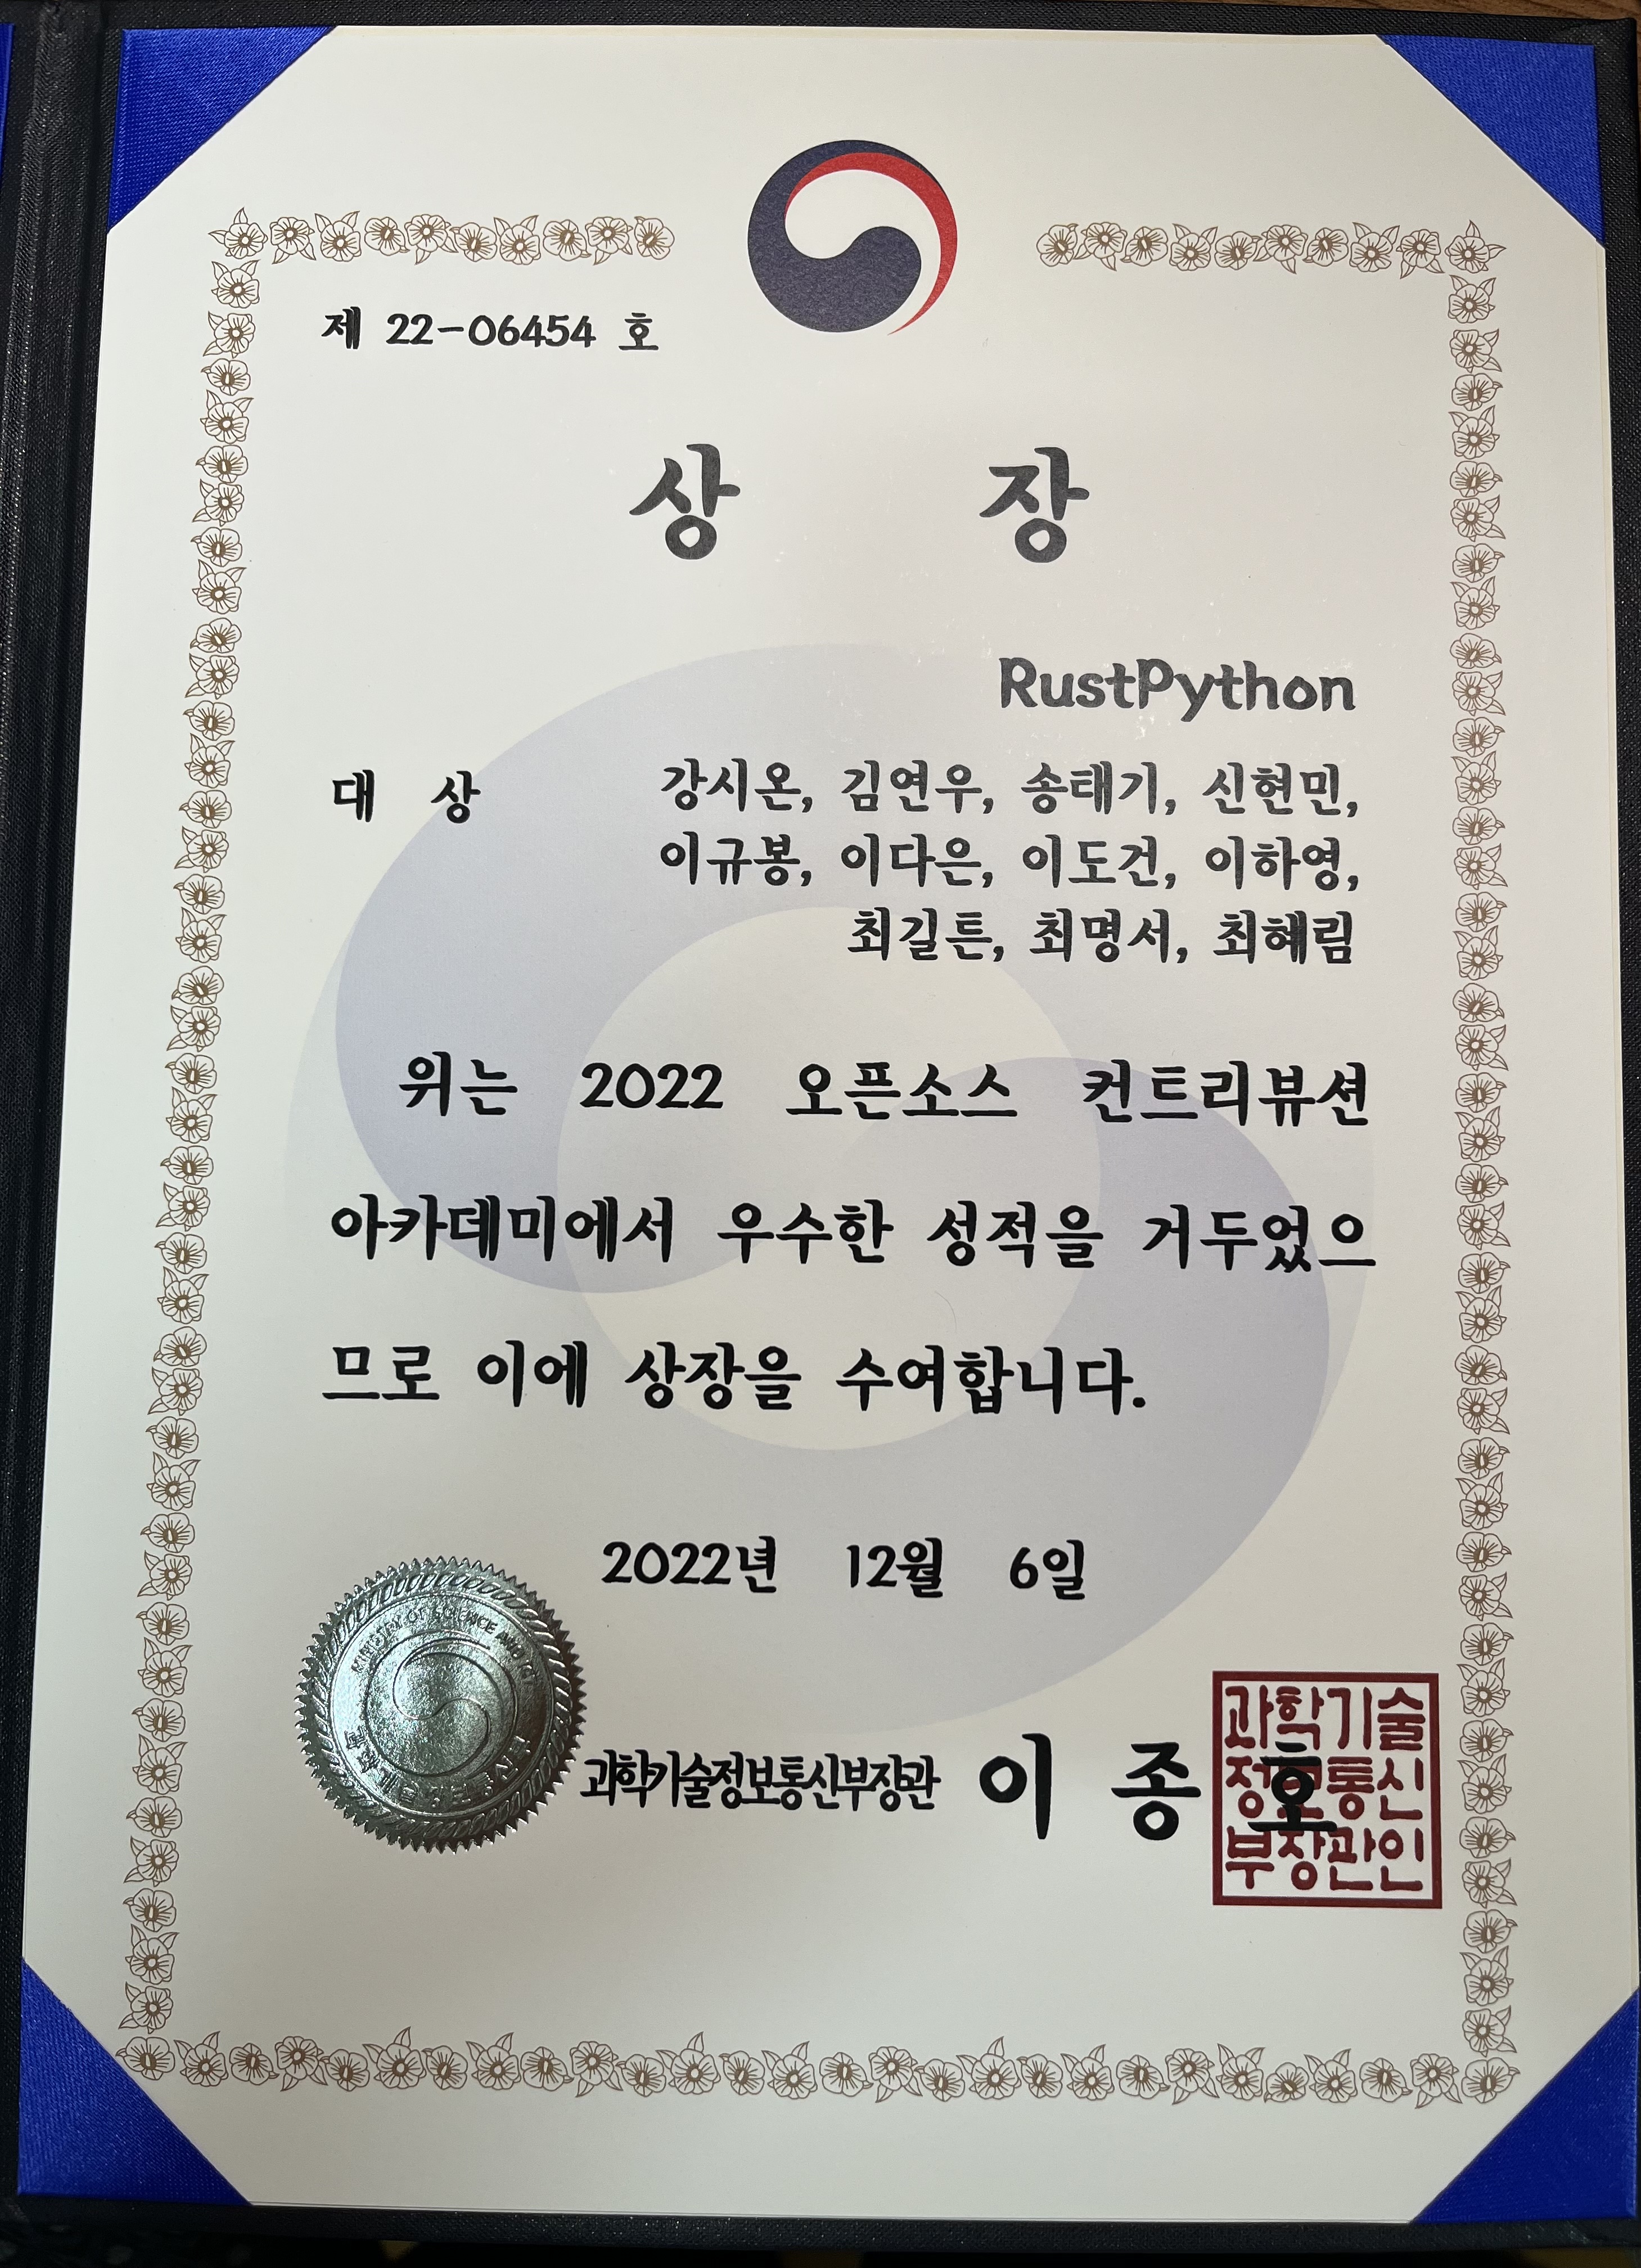 제 22-06454 호
상 장
RustPython
대 상 강시온, 김연우, 송태기, 신현민,
이규봉, 이다은, 이도건, 이하영,
최길튼, 최명서, 최혜림
위는 2022 오픈소스 컨트리뷰션
아카데미에서 우수한 성적을 거두었으
므로 이에 상장을 수여합니다.
2022년 12월 6일
MINISTRY OF SCIENCE AND ICT
과학기술정보통신부
과학기술정보통신부장관 이 종 호
과학기술
정보통신
부장관인